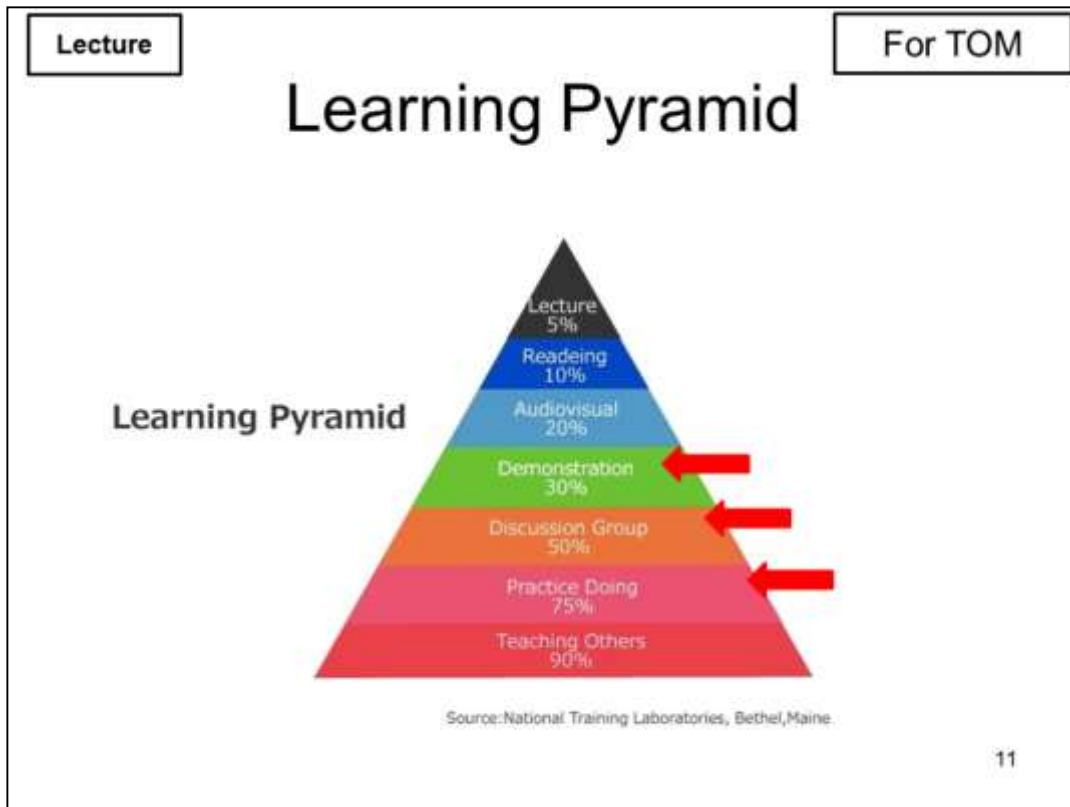 Lecture
For TOM
Learning Pyramid
Lecture
5%
Readeing
10%
Audiovisual
20%
Learning Pyramid
Demonstration
30%
Discussion Group
50%
Practice Doing
75%
Teaching Others
90%
Source:National Training Laboratories, Bethel,Maine
11